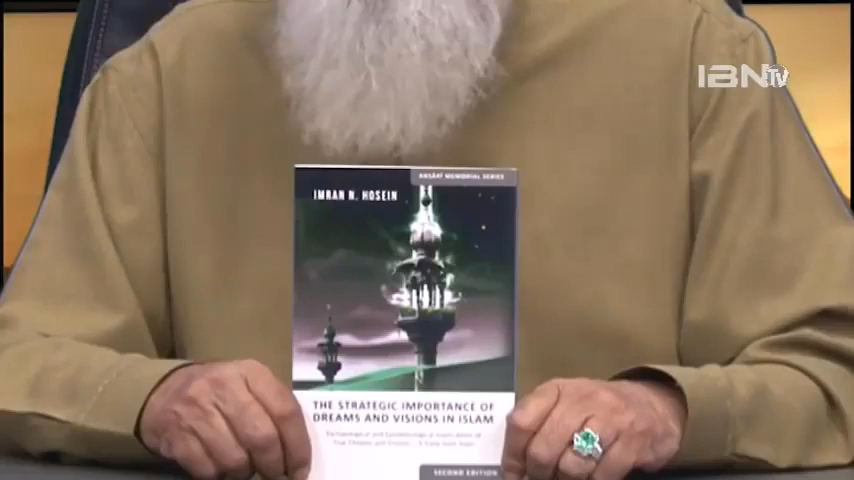 IBNTV
ANSĀRĪ MEMORIAL SERIES
IMRAN N. HOSEIN
THE STRATEGIC IMPORTANCE OF
DREAMS AND VISIONS IN ISLAM
SECOND EDITION